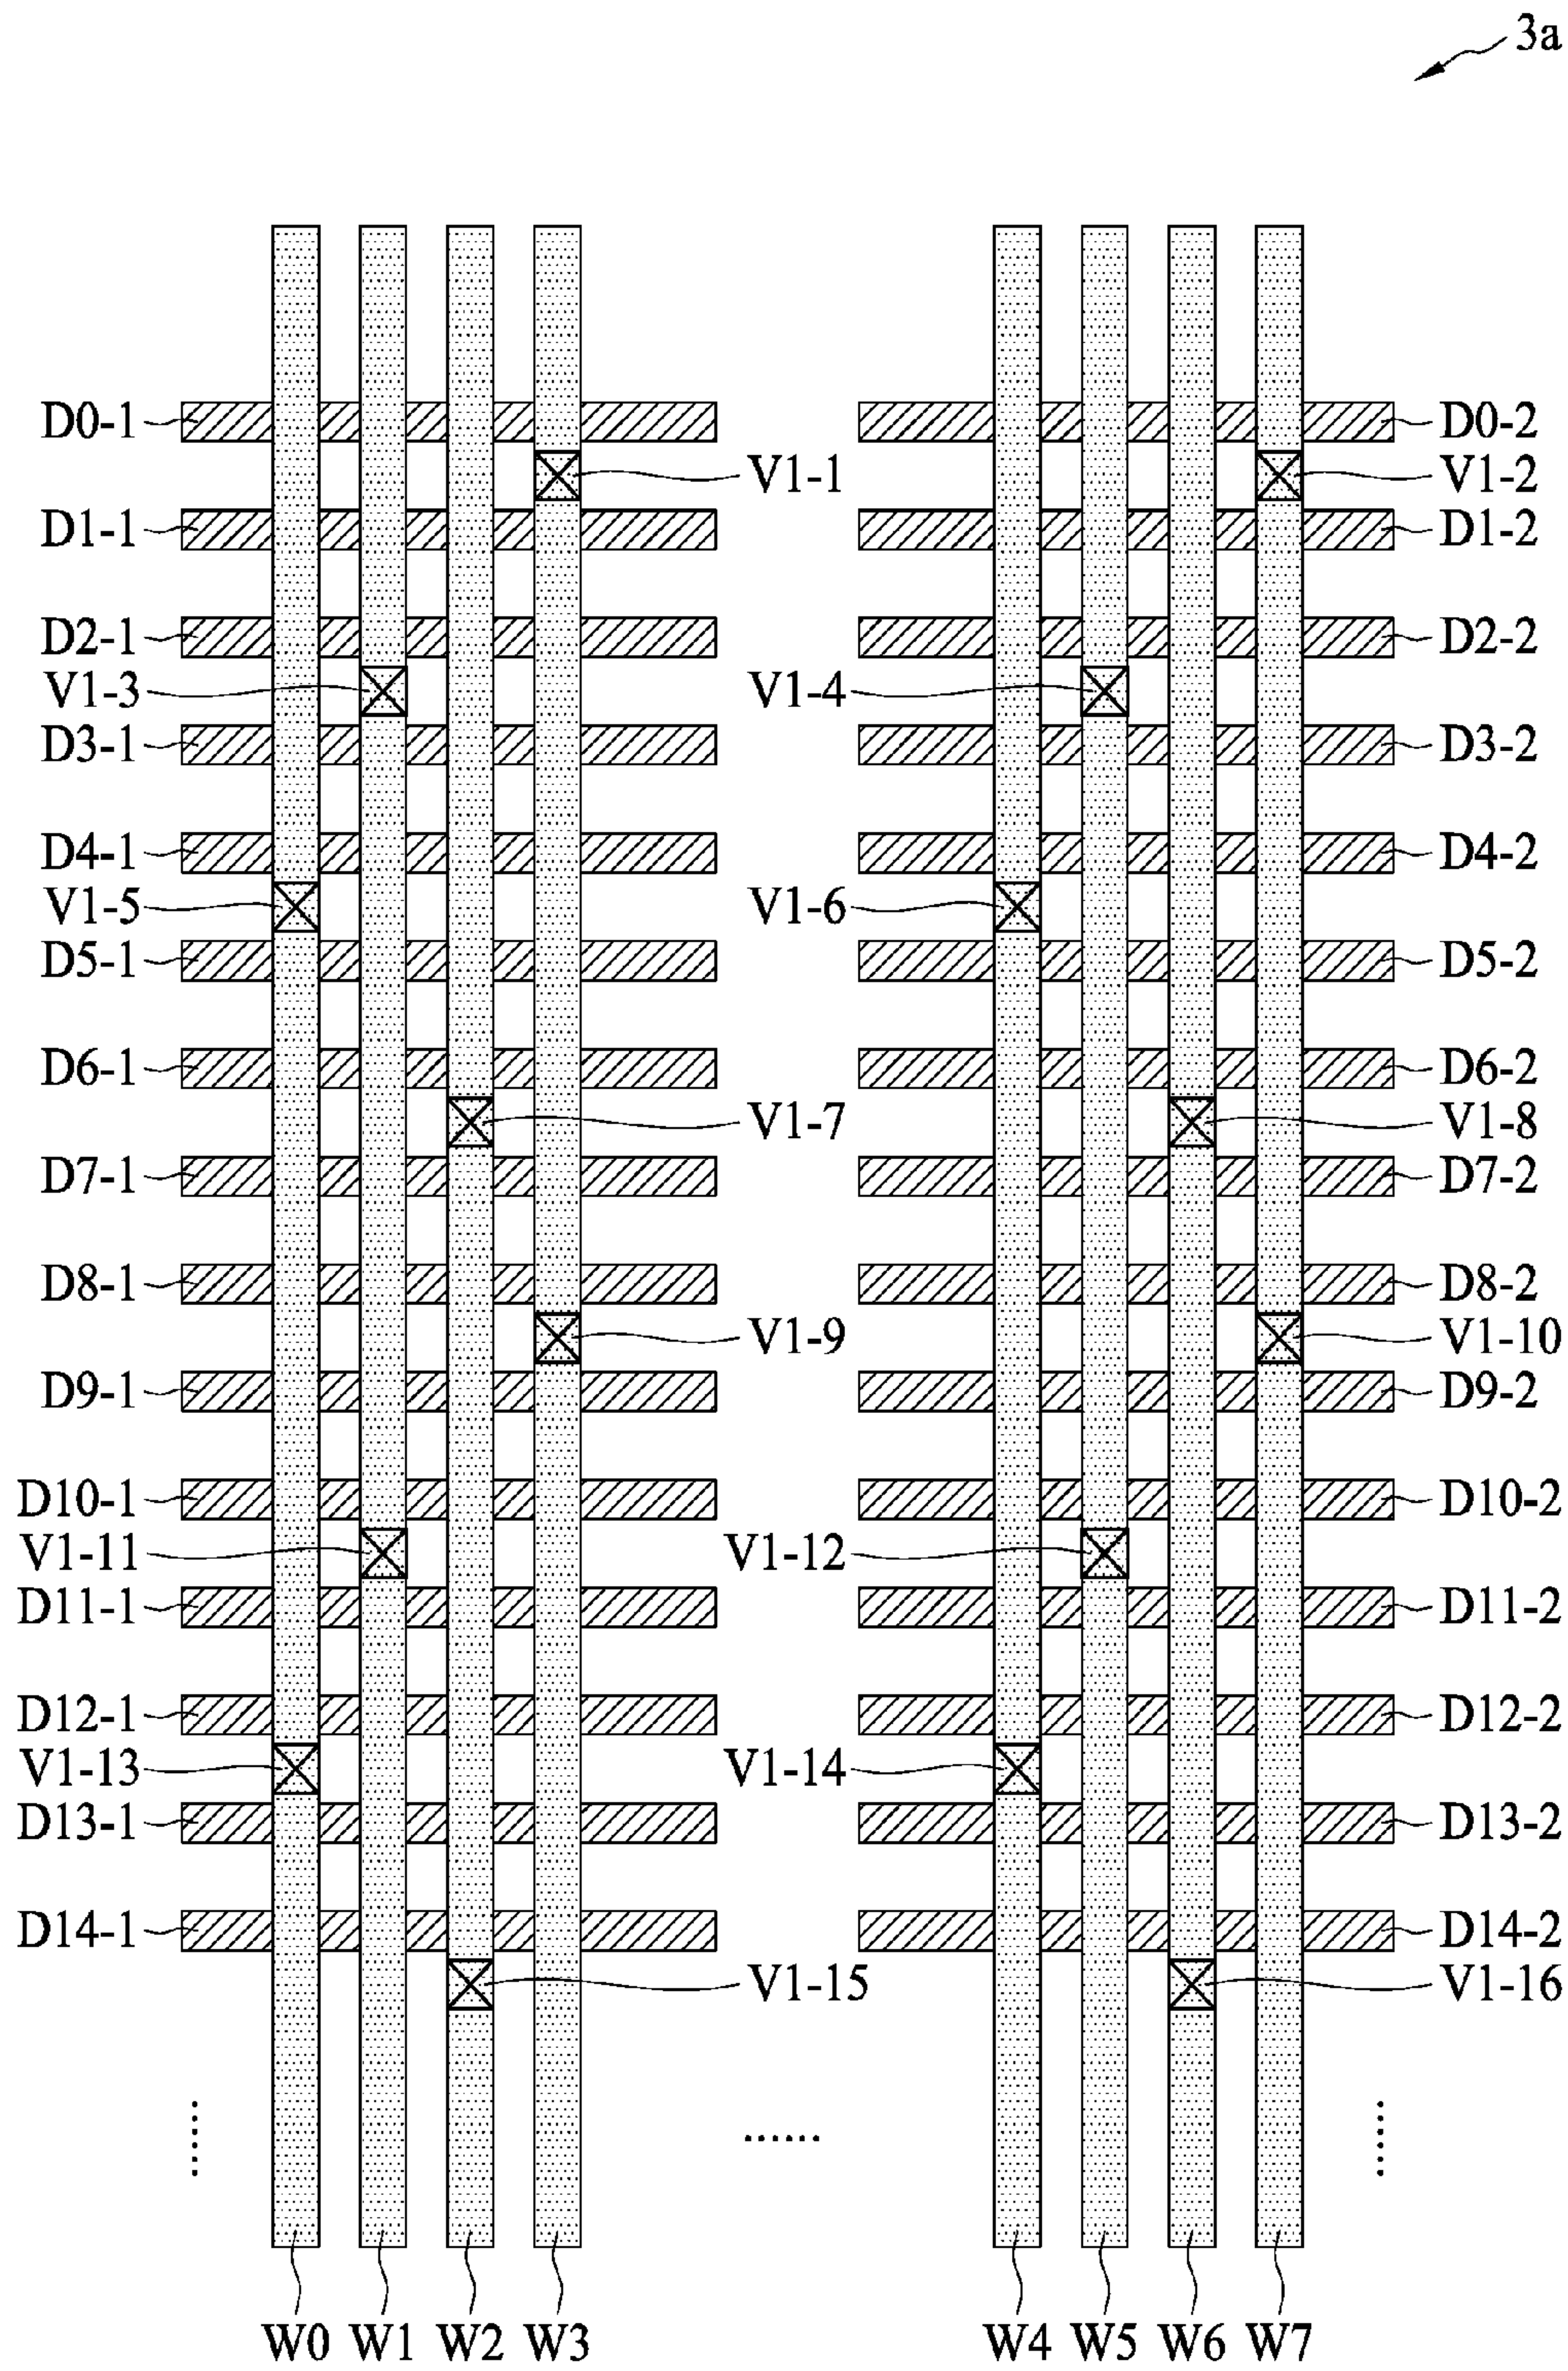 3a
D0-1 D0-2
V1-1 V1-2
D1-1 D1-2
D2-1 D2-2
V1-3 V1-4
D3-1 D3-2
D4-1 D4-2
V1-5 V1-6
D5-1 D5-2
D6-1 D6-2
V1-7 V1-8
D7-1 D7-2
D8-1 D8-2
V1-9 V1-10
D9-1 D9-2
D10-1 D10-2
V1-11 V1-12
D11-1 D11-2
D12-1 D12-2
V1-13 V1-14
D13-1 D13-2
D14-1 D14-2
V1-15 V1-16
W0 W1 W2 W3 W4 W5 W6 W7